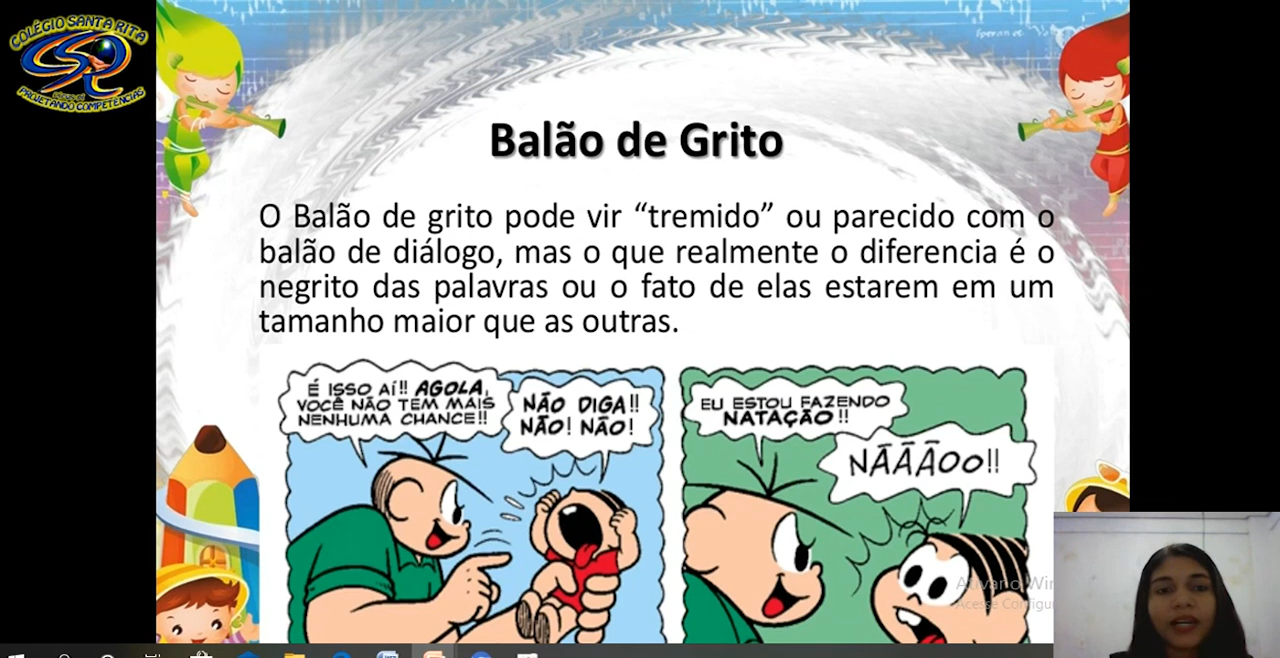 COLÉGIO SANTA RITA
PROJETANDO COMPETÊNCIAS
Balão de Grito
O Balão de grito pode vir “tremido” ou parecido com o
balão de diálogo, mas o que realmente o diferencia é o
negrito das palavras ou o fato de elas estarem em um
tamanho maior que as outras.
É ISSO AÍ!! AGOLA,
VOCÊ NÃO TEM MAIS
NENHUMA CHANCE!!
NÃO DIGA!!
NÃO! NÃO!
EU ESTOU FAZENDO
NATAÇÃO!!
NÃÃÃOO!!